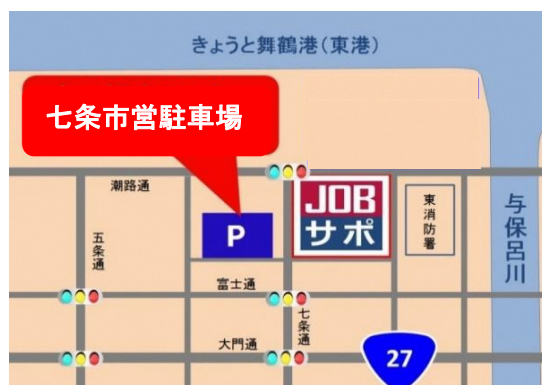 きょうと舞鶴港(東港)
七条市営駐車場
潮路通
JOB
サポ
P
東消防署
与保呂川
五条通
富士通
七条通
大門通
27